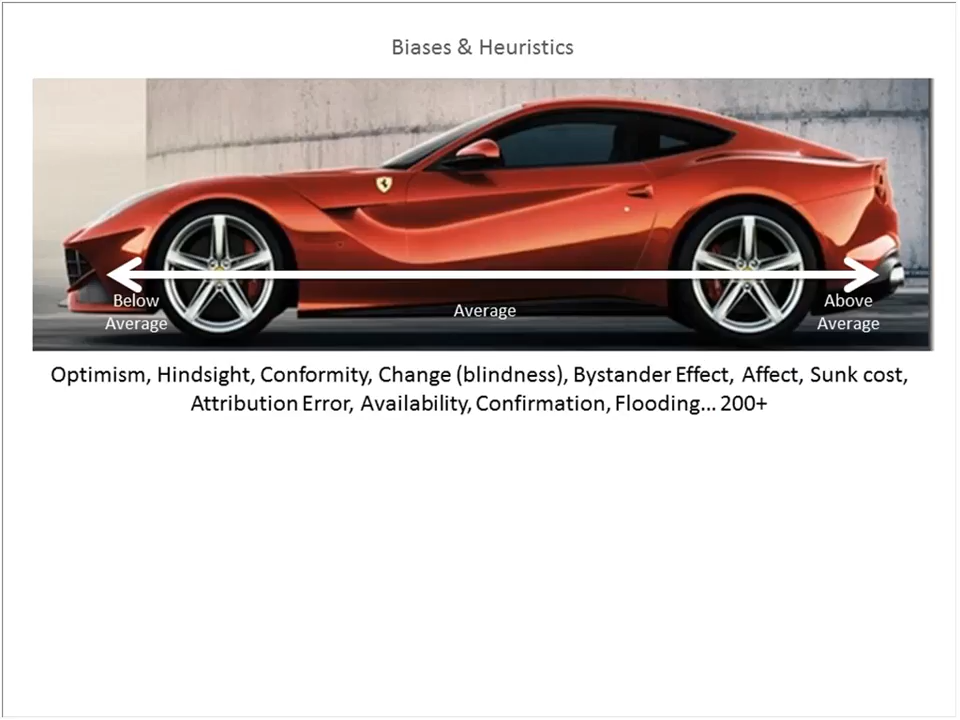 Biases & Heuristics
Below
Average
Average
Above
Average
Optimism, Hindsight, Conformity, Change (blindness), Bystander Effect, Affect, Sunk cost,
Attribution Error, Availability, Confirmation, Flooding... 200+